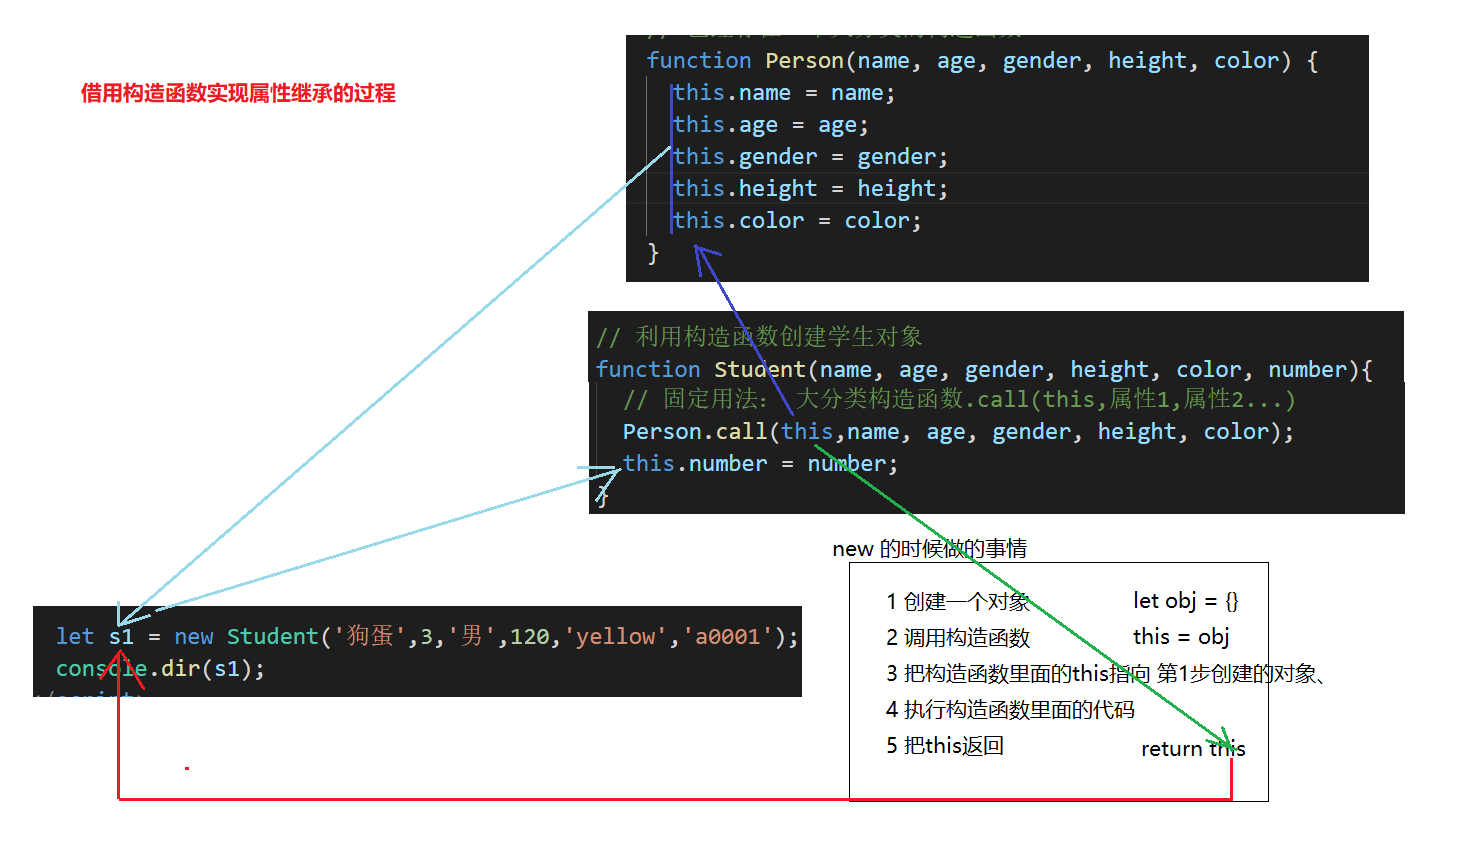 借用构造函数实现属性继承的过程
function Person(name, age, gender, height, color) {
this.name = name;
this.age = age;
this.gender = gender;
this.height = height;
this.color = color;
}
// 利用构造函数创建学生对象
function Student(name, age, gender, height, color, number){
// 固定用法： 大分类构造函数.call(this,属性1,属性2...)
Person.call(this,name, age, gender, height, color);
this.number = number;
}
new 的时候做的事情
1 创建一个对象 let obj = {}
2 调用构造函数 this = obj
3 把构造函数里面的this指向 第1步创建的对象、
4 执行构造函数里面的代码
5 把this返回 return this
let s1 = new Student('狗蛋',3,'男',120,'yellow','a0001');
console.dir(s1);